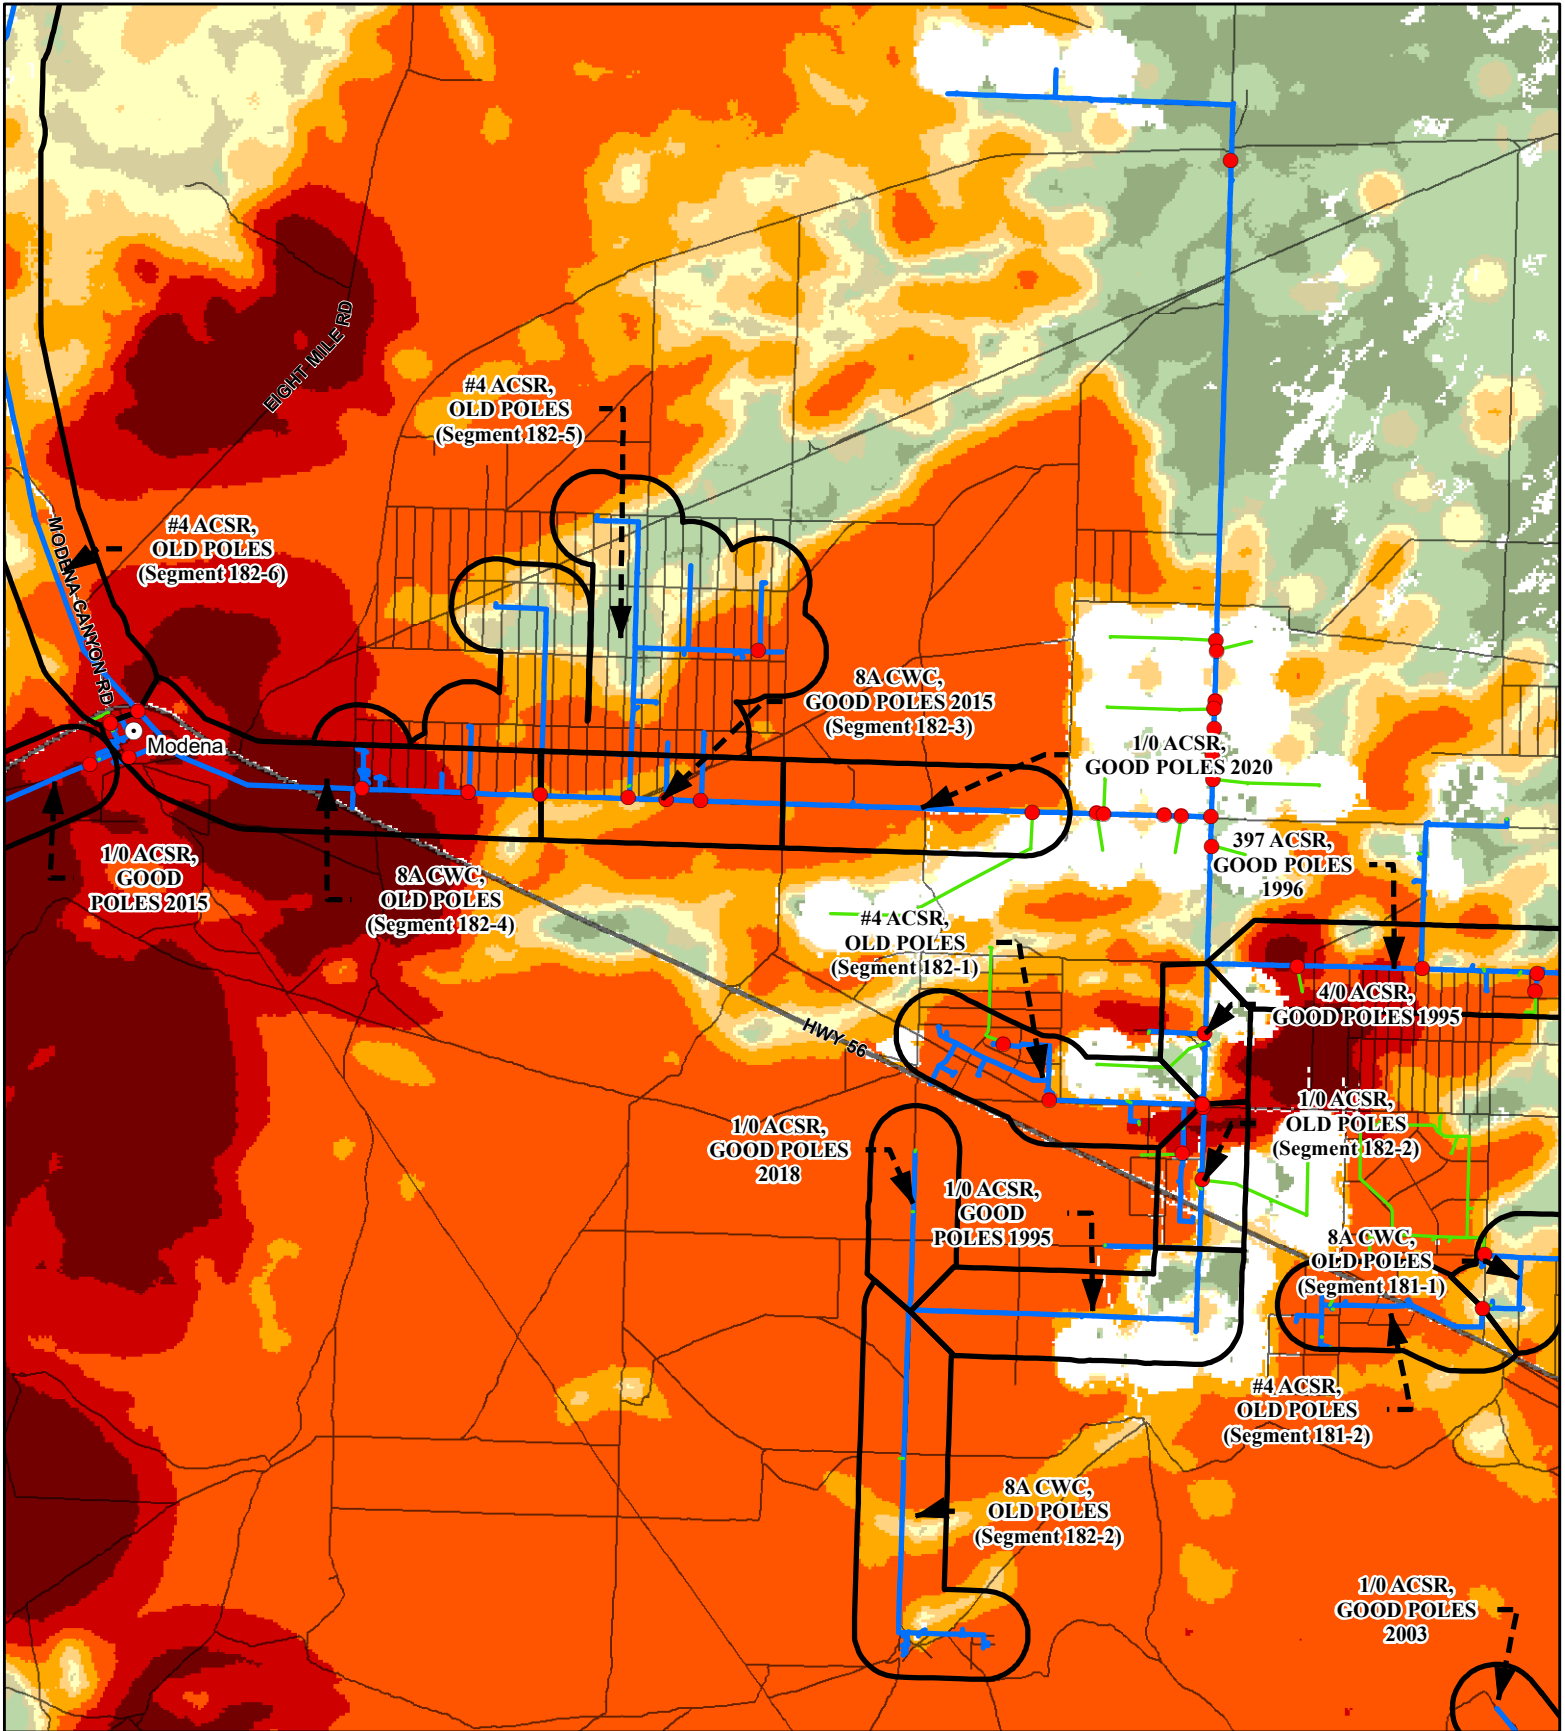 EIGHT MILE RD
#4 ACSR,
OLD POLES
(Segment 182-5)
#4 ACSR,
OLD POLES
(Segment 182-6)
MODENA CANYON RD
Modena
8A CWC,
GOOD POLES 2015
(Segment 182-3)
1/0 ACSR,
GOOD POLES 2020
1/0 ACSR,
GOOD
POLES 2015
8A CWC,
OLD POLES
(Segment 182-4)
397 ACSR,
GOOD POLES
1996
#4 ACSR,
OLD POLES
(Segment 182-1)
4/0 ACSR,
GOOD POLES 1995
HWY 56
1/0 ACSR,
OLD POLES
(Segment 182-2)
1/0 ACSR,
GOOD POLES
2018
1/0 ACSR,
GOOD
POLES 1995
8A CWC,
OLD POLES
(Segment 181-1)
#4 ACSR,
OLD POLES
(Segment 181-2)
8A CWC,
OLD POLES
(Segment 182-2)
1/0 ACSR,
GOOD POLES
2003